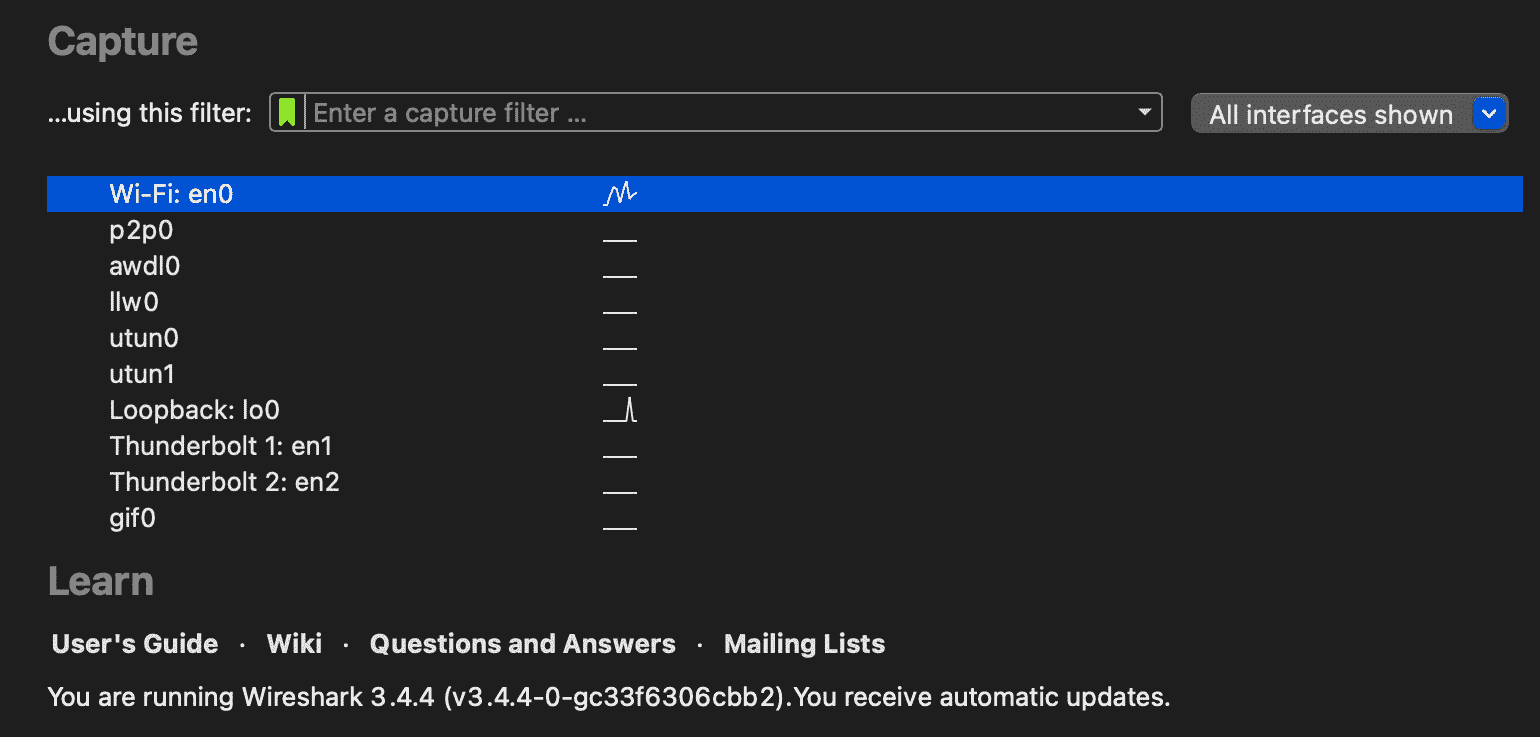 Capture
...using this filter: Enter a capture filter ... All interfaces shown
Wi-Fi: en0
p2p0
awdl0
llw0
utun0
utun1
Loopback: lo0
Thunderbolt 1: en1
Thunderbolt 2: en2
gif0
Learn
User's Guide · Wiki · Questions and Answers · Mailing Lists
You are running Wireshark 3.4.4 (v3.4.4-0-gc33f6306cbb2).You receive automatic updates.